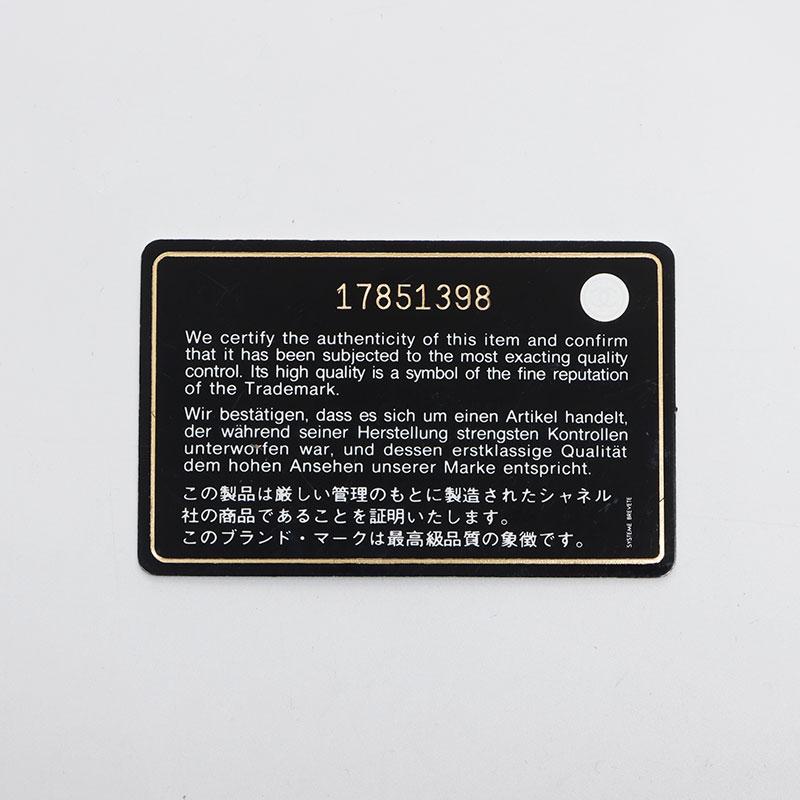 17851398
We certify the authenticity of this item and confirm
that it has been subjected to the most exacting quality
control. Its high quality is a symbol of the fine reputation
of the Trademark.
Wir bestätigen, dass es sich um einen Artikel handelt,
der während seiner Herstellung strengsten Kontrollen
unterworfen war, und dessen erstklassige Qualität
dem hohen Ansehen unserer Marke entspricht.
この製品は厳しい管理のもとに製造されたシャネル
社の商品であることを証明いたします。
このブランド・マークは最高級品質の象徴です。
SYSTEME BREVETE